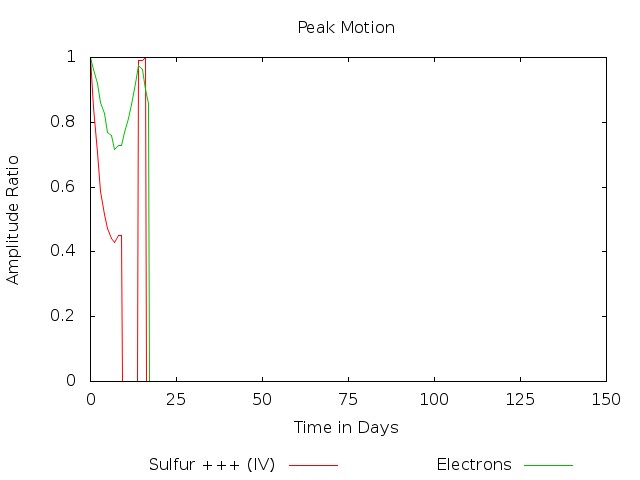 Peak Motion
1
0.8
0.6
0.4
0.2
0
Amplitude Ratio
0 25 50 75 100 125 150
Time in Days
Sulfur +++ (IV) Electrons